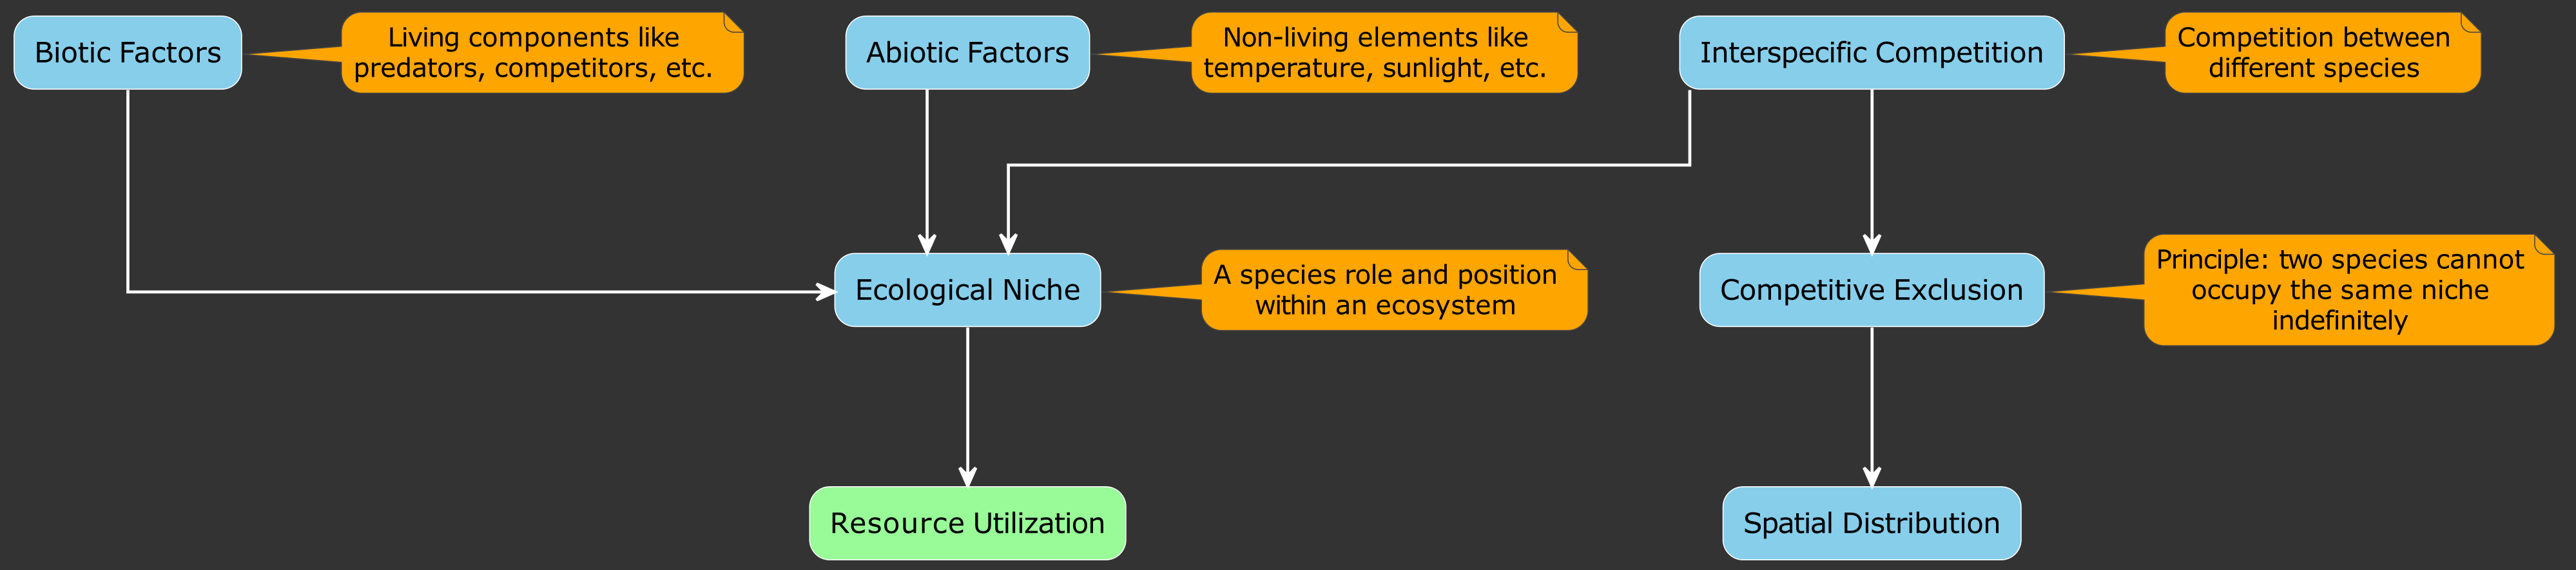 Biotic Factors
Living components like
predators, competitors, etc.
Abiotic Factors
Non-living elements like
temperature, sunlight, etc.
Interspecific Competition
Competition between
different species
Ecological Niche
A species role and position
within an ecosystem
Competitive Exclusion
Principle: two species cannot
occupy the same niche
indefinitely
Resource Utilization
Spatial Distribution